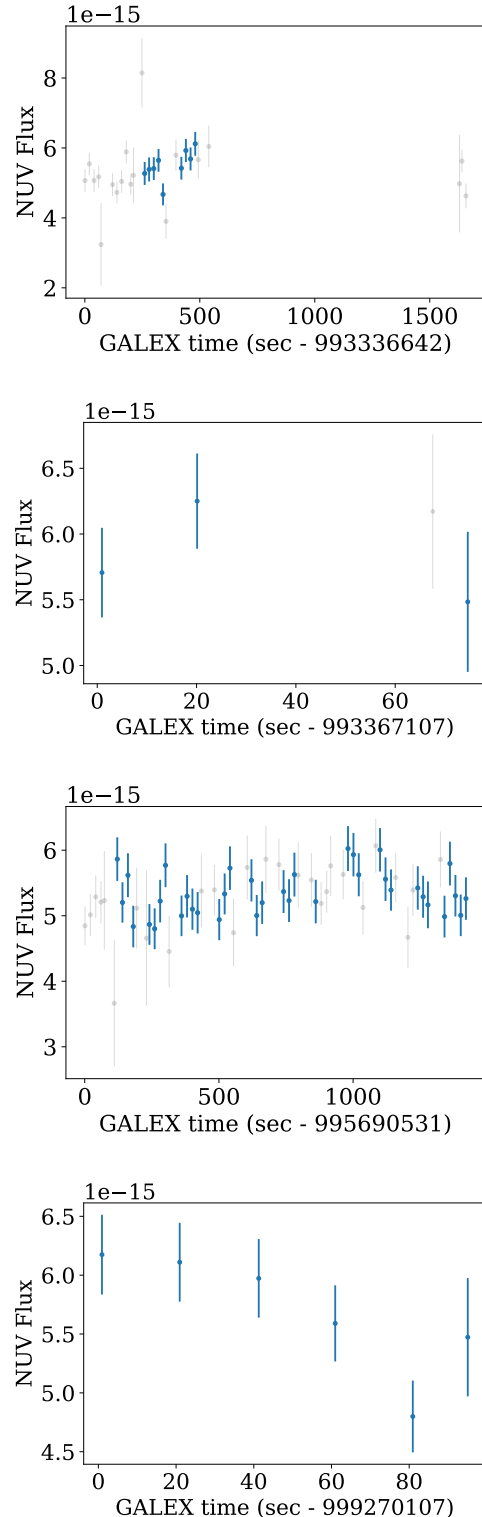 1e−15
NUV Flux
8
6
4
2
0
500
1000
1500
GALEX time (sec - 993336642)
1e−15
NUV Flux
6.5
6.0
5.5
5.0
0
20
40
60
GALEX time (sec - 993367107)
1e−15
NUV Flux
6
5
4
3
0
500
1000
GALEX time (sec - 995690531)
1e−15
NUV Flux
6.5
6.0
5.5
5.0
4.5
0
20
40
60
80
GALEX time (sec - 999270107)